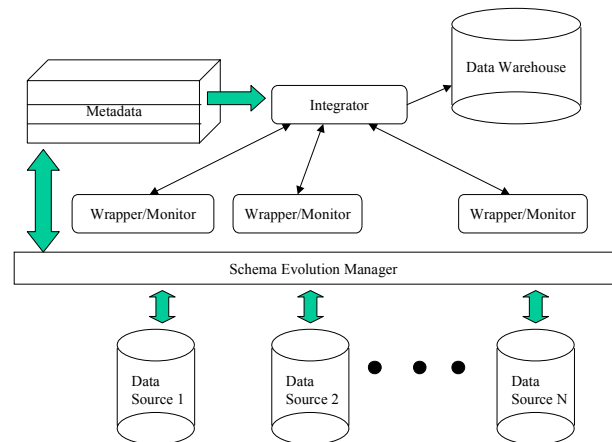 Data
Warehouse
Metadata
Integrator
Wrapper/Monitor
Wrapper/Monitor
Wrapper/Monitor
Schema Evolution Manager
Data
Source 1
Data
Source 2
Data
Source N